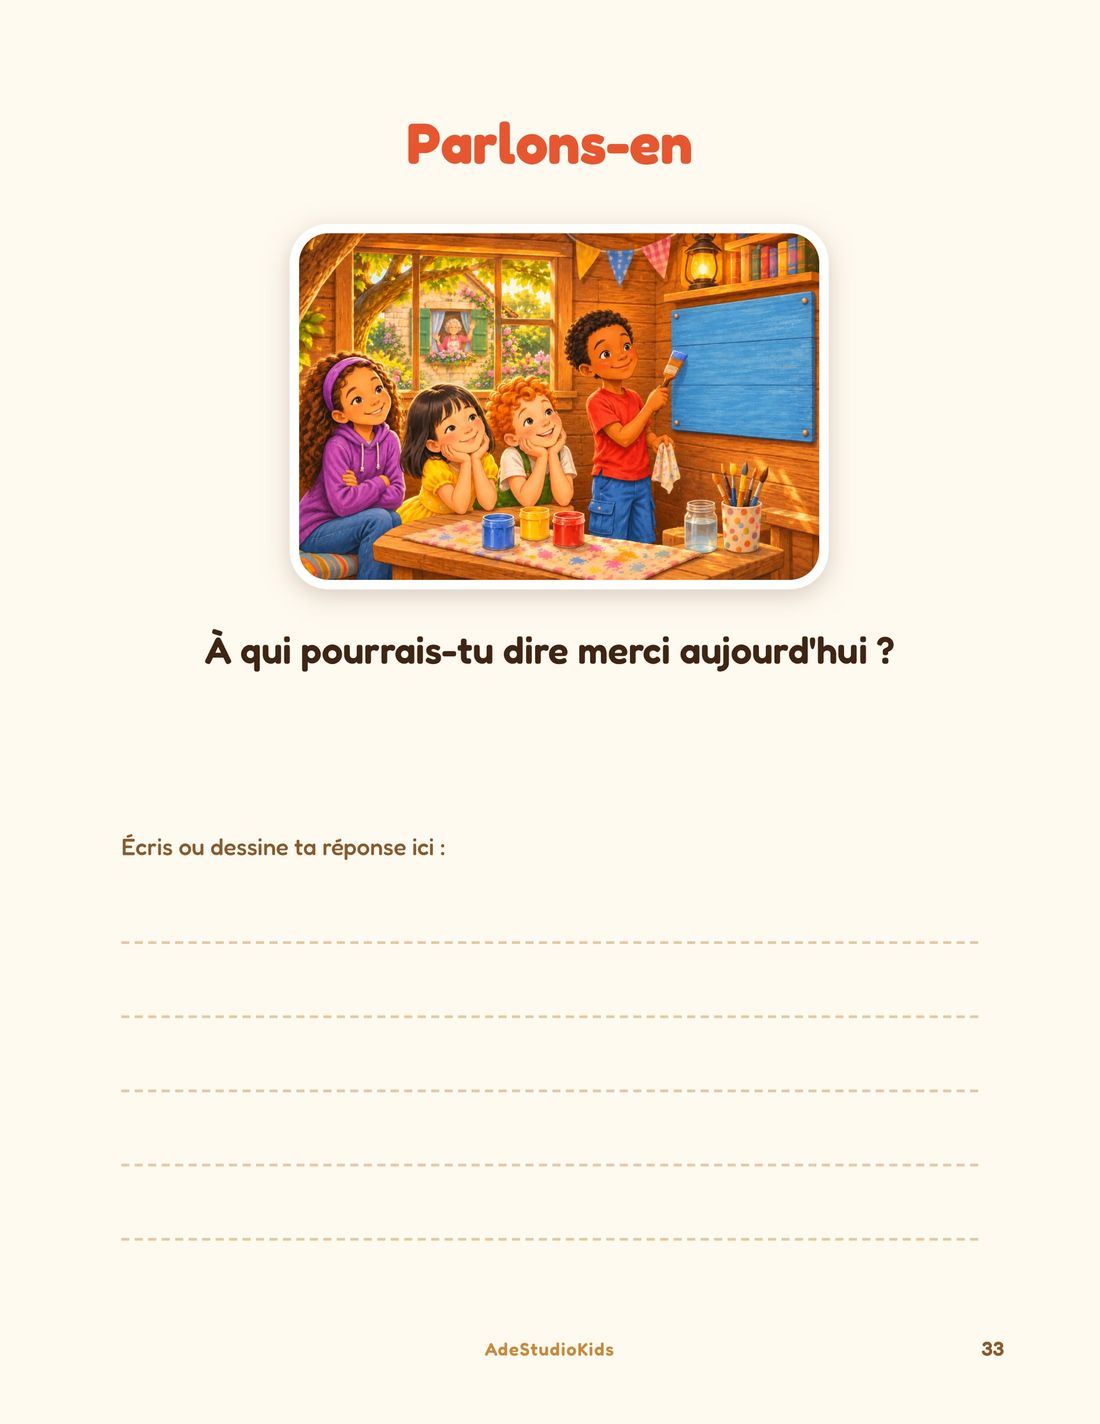 Parlons-en
À qui pourrais-tu dire merci aujourd'hui ?
Écris ou dessine ta réponse ici :
AdeStudioKids
33